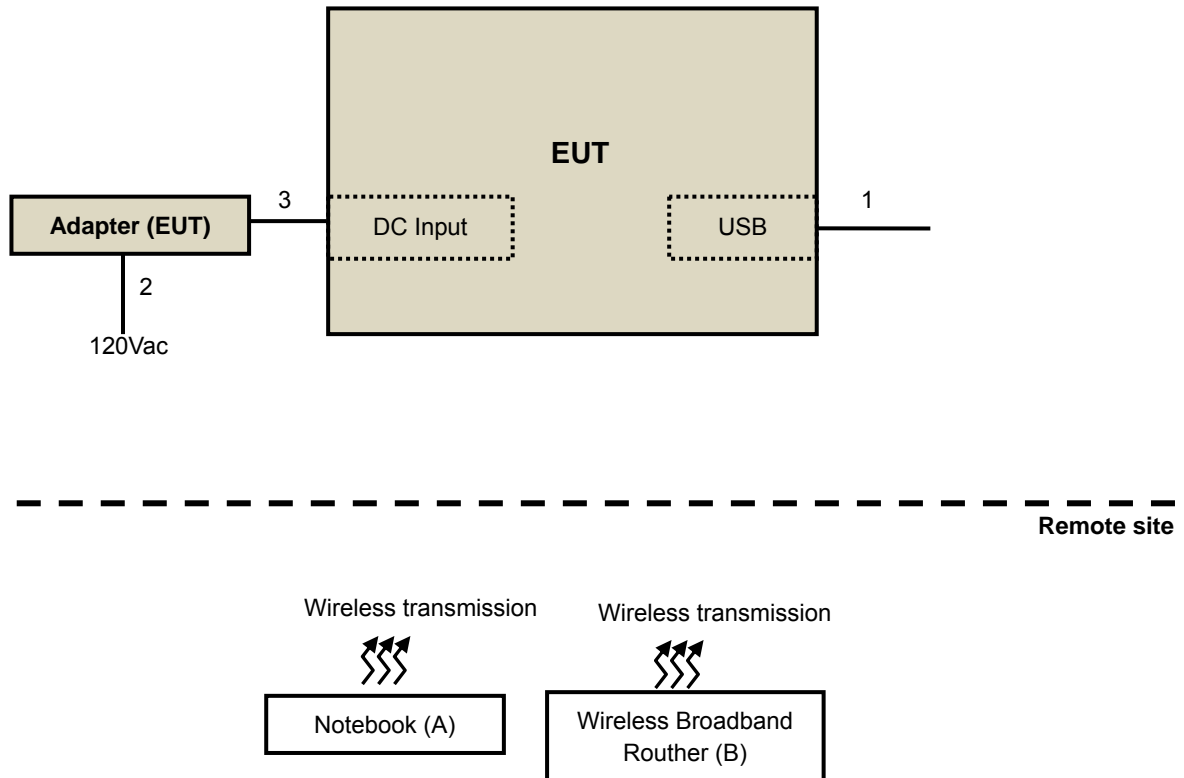 EUT
3
1
Adapter (EUT)
DC Input
USB
2
120Vac
Remote site
Wireless transmission
Wireless transmission
Notebook (A)
Wireless Broadband
Routher (B)